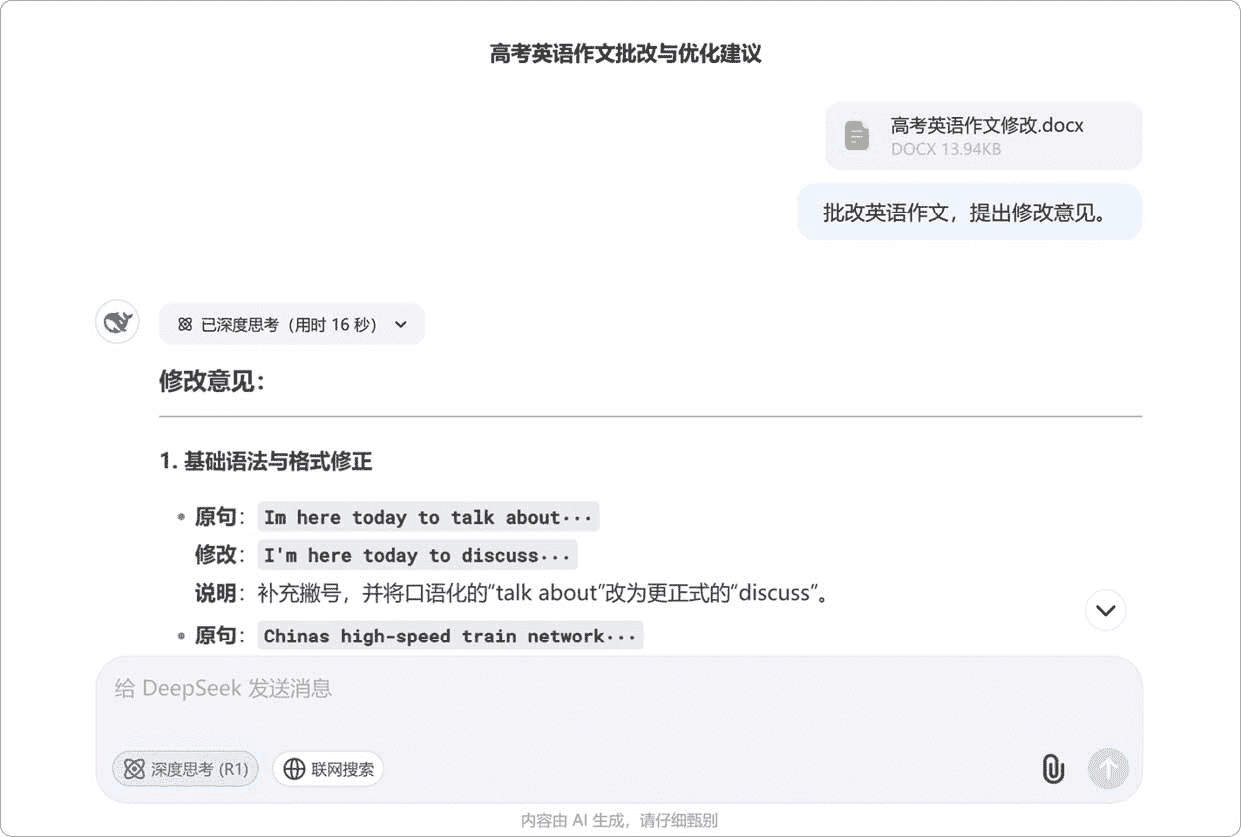 高考英语作文批改与优化建议
高考英语作文修改.docx
DOCX 13.94KB
批改英语作文，提出修改意见。
已深度思考（用时 16 秒）
修改意见：
1. 基础语法与格式修正
• 原句： Im here today to talk about···
修改： I'm here today to discuss···
说明：补充撇号，并将口语化的“talk about”改为更正式的“discuss”。
• 原句： Chinas high-speed train network···
给 DeepSeek 发送消息
深度思考 (R1) 联网搜索
内容由 AI 生成，请仔细甄别